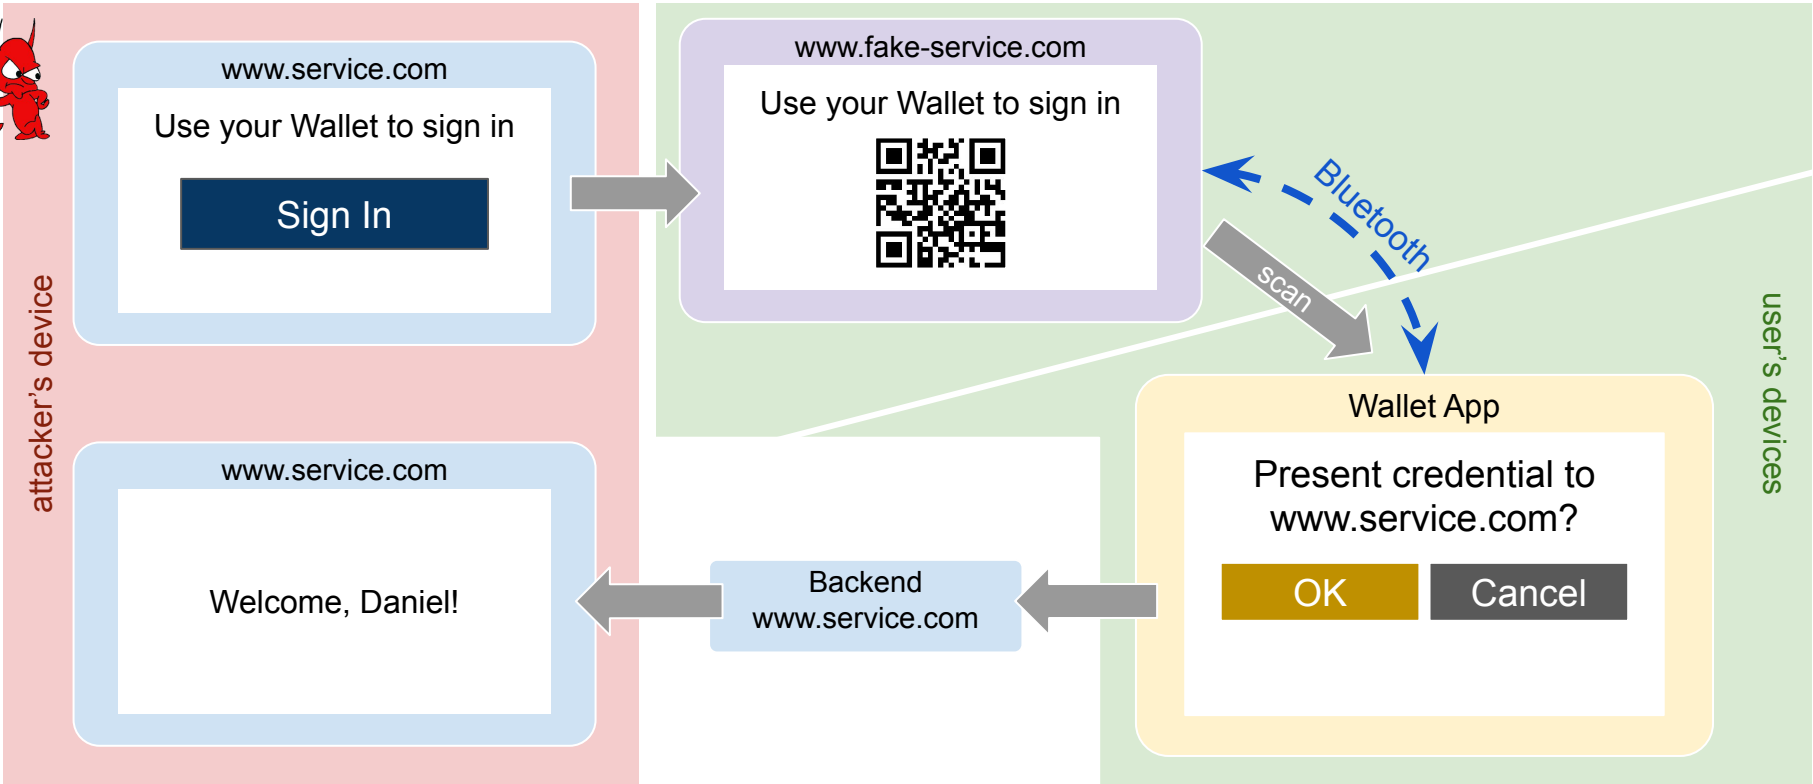 www.service.com
Use your Wallet to sign in
Sign In
attacker's device
www.fake-service.com
Use your Wallet to sign in
Bluetooth
scan
user's devices
Wallet App
Present credential to
www.service.com?
OK
Cancel
Backend
www.service.com
www.service.com
Welcome, Daniel!